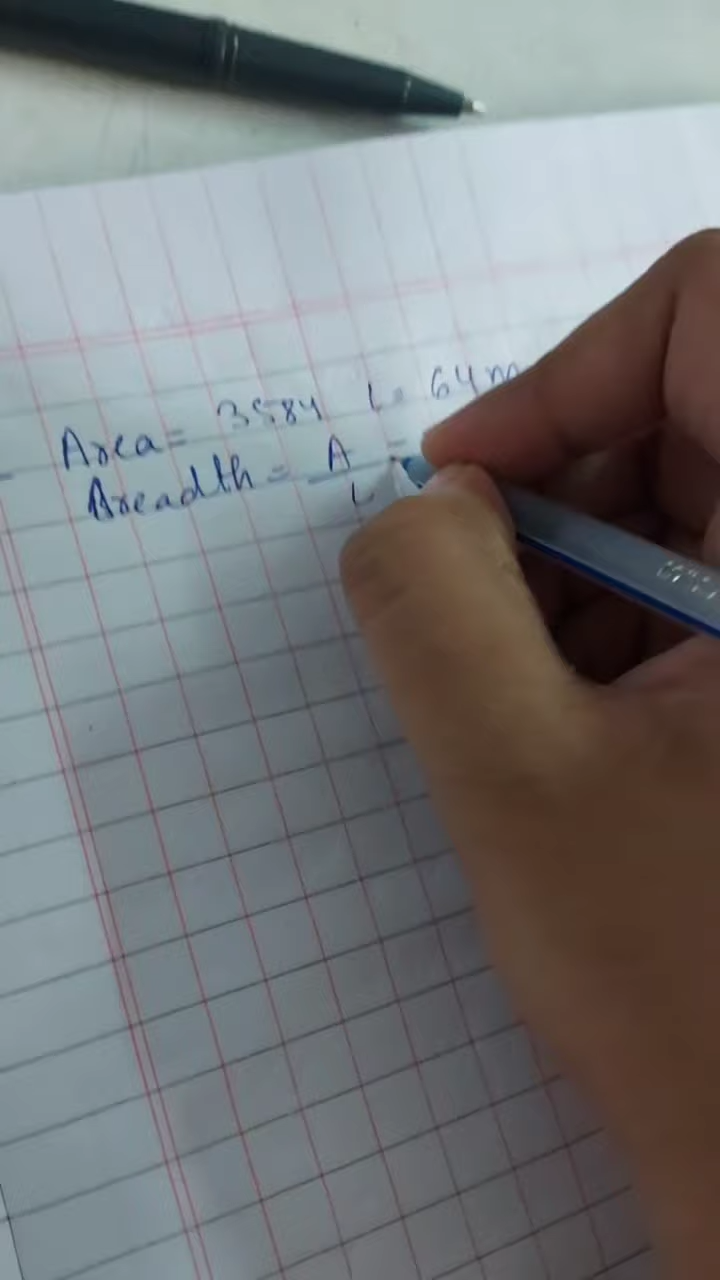 Area = 3584 L = 64m
Breadth = A/L =